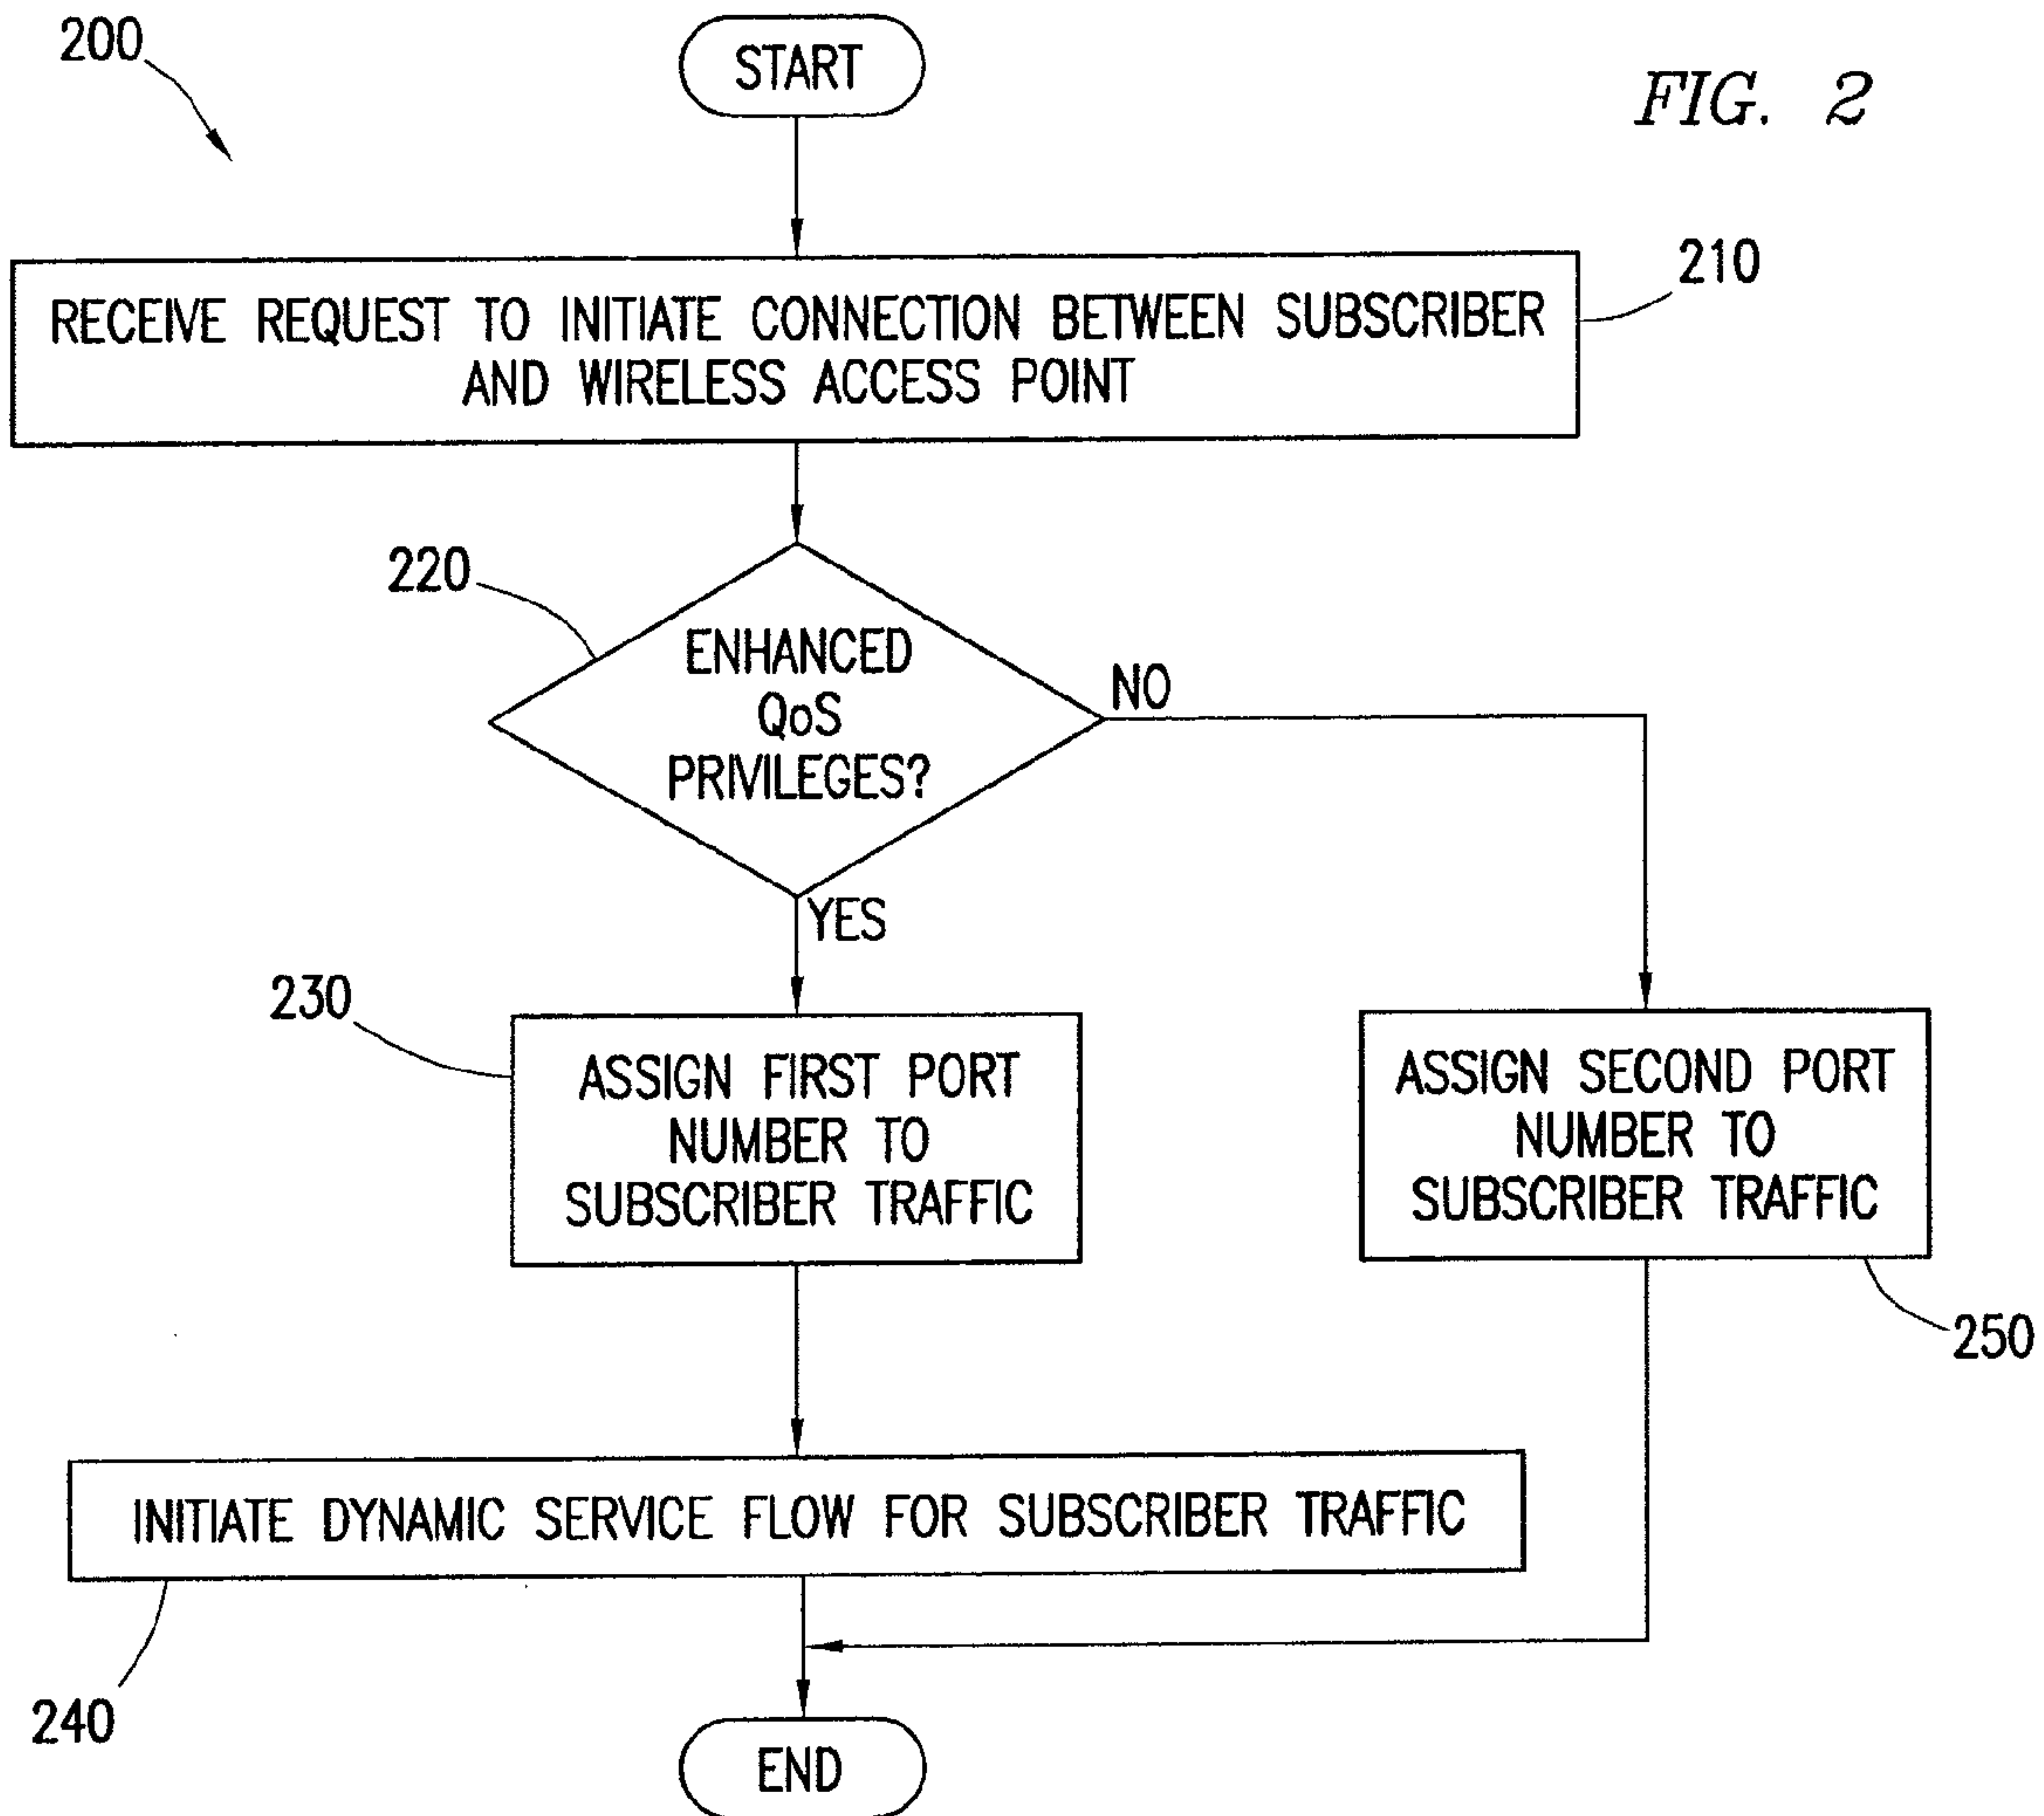 200
START
FIG. 2
210
RECEIVE REQUEST TO INITIATE CONNECTION BETWEEN SUBSCRIBER
AND WIRELESS ACCESS POINT
220
ENHANCED
QoS
PRIVILEGES?
NO
YES
230
ASSIGN FIRST PORT
NUMBER TO
SUBSCRIBER TRAFFIC
ASSIGN SECOND PORT
NUMBER TO
SUBSCRIBER TRAFFIC
250
INITIATE DYNAMIC SERVICE FLOW FOR SUBSCRIBER TRAFFIC
240
END